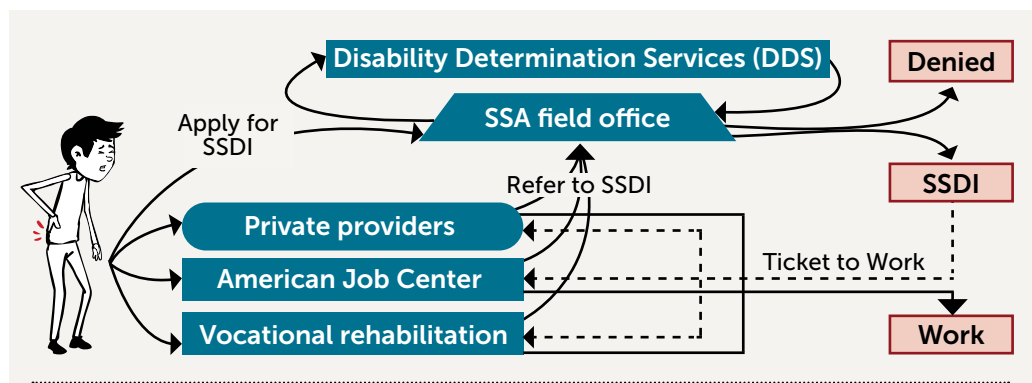 Disability Determination Services (DDS)
Denied
SSA field office
Apply for
SSDI
Refer to SSDI
SSDI
Private providers
American Job Center
Ticket to Work
Vocational rehabilitation
Work